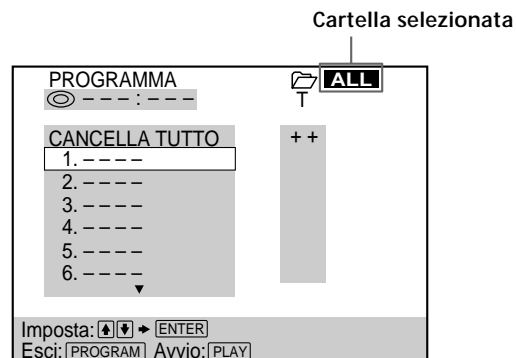 Cartella selezionata
PROGRAMMA ALL
– – – : – – – T
CANCELLA TUTTO + +
1. – – – –
2. – – – –
3. – – – –
4. – – – –
5. – – – –
6. – – – –
Imposta: ENTER
Esci: PROGRAM Avvio: PLAY